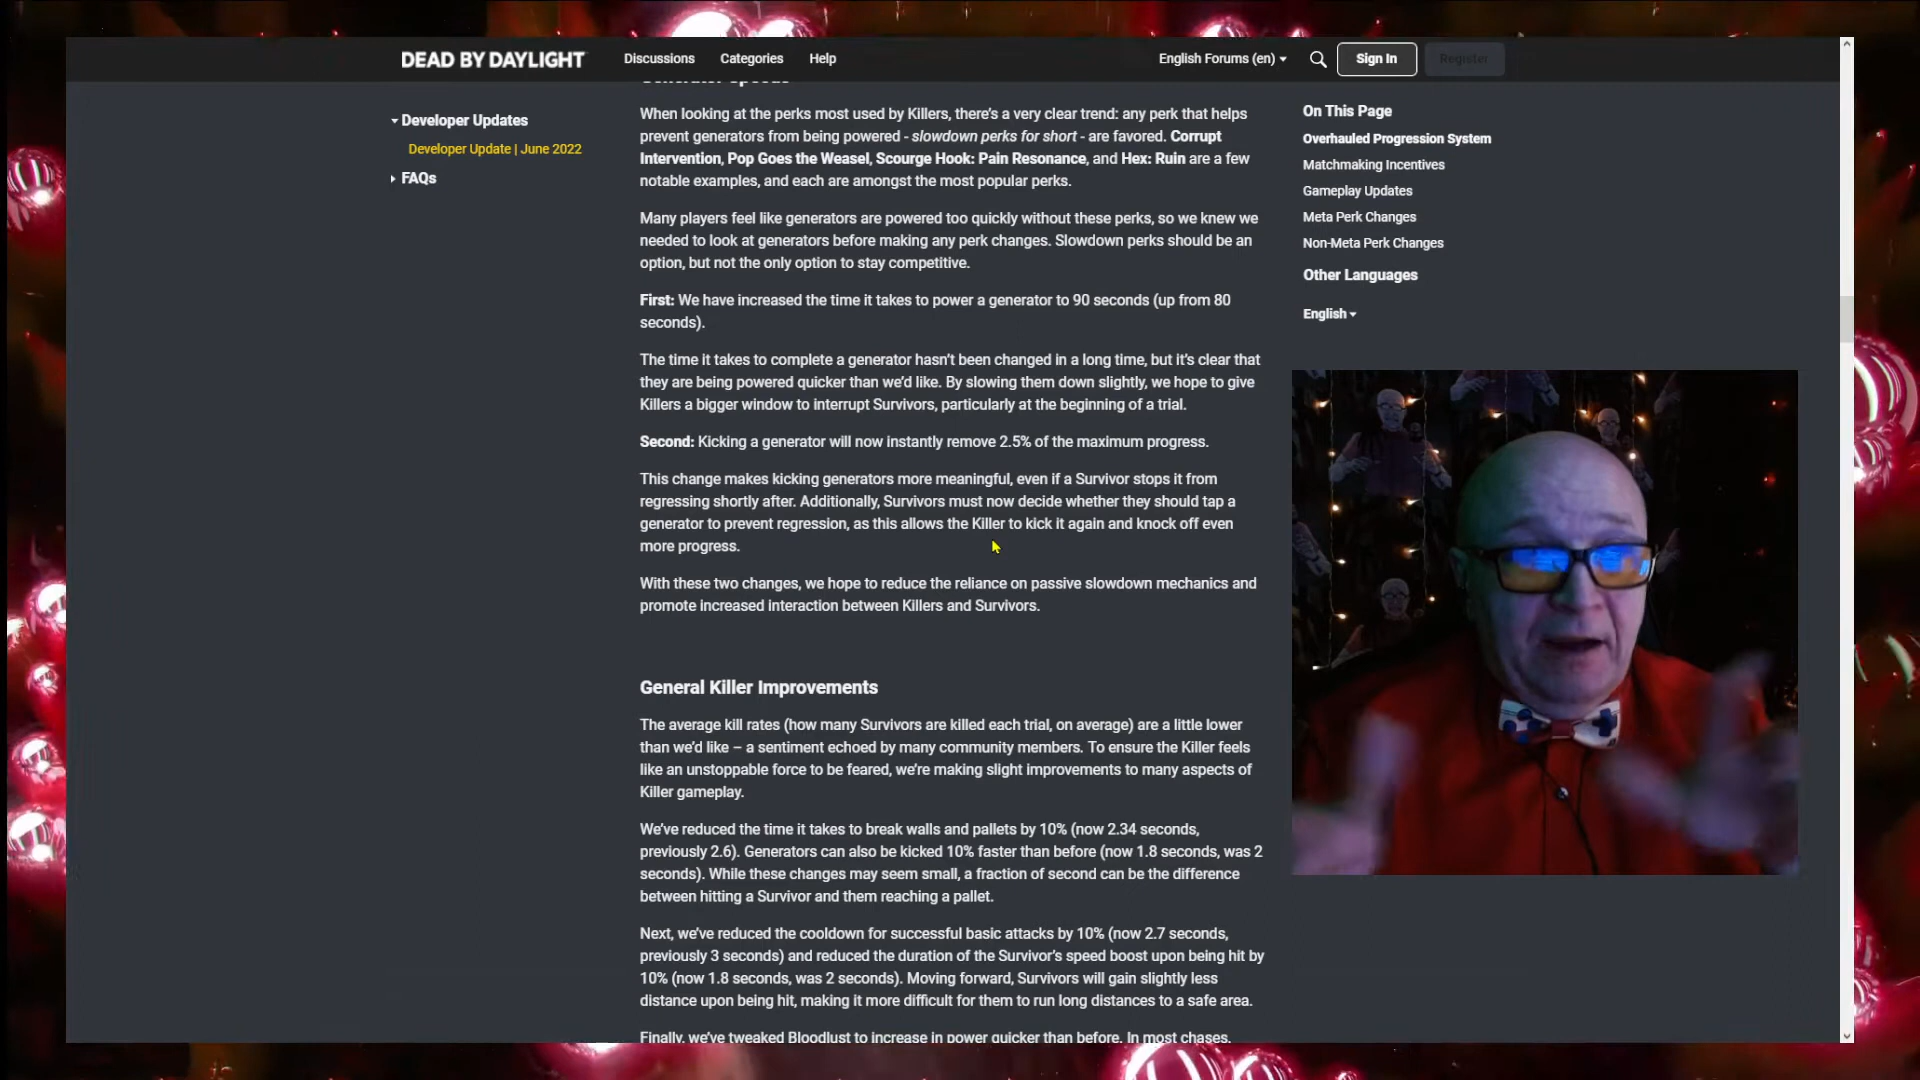 DEAD BY DAYLIGHT
Discussions
Categories
Help
English Forums (en)
Sign In
Register
Developer Updates
Developer Update | June 2022
FAQs
Generator Speeds
When looking at the perks most used by Killers, there's a very clear trend: any perk that helps
prevent generators from being powered - slowdown perks for short - are favored. Corrupt
Intervention, Pop Goes the Weasel, Scourge Hook: Pain Resonance, and Hex: Ruin are a few
notable examples, and each are amongst the most popular perks.
Many players feel like generators are powered too quickly without these perks, so we knew we
needed to look at generators before making any perk changes. Slowdown perks should be an
option, but not the only option to stay competitive.
First: We have increased the time it takes to power a generator to 90 seconds (up from 80
seconds).
The time it takes to complete a generator hasn't been changed in a long time, but it's clear that
they are being powered quicker than we'd like. By slowing them down slightly, we hope to give
Killers a bigger window to interrupt Survivors, particularly at the beginning of a trial.
Second: Kicking a generator will now instantly remove 2.5% of the maximum progress.
This change makes kicking generators more meaningful, even if a Survivor stops it from
regressing shortly after. Additionally, Survivors must now decide whether they should tap a
generator to prevent regression, as this allows the Killer to kick it again and knock off even
more progress.
With these two changes, we hope to reduce the reliance on passive slowdown mechanics and
promote increased interaction between Killers and Survivors.
General Killer Improvements
The average kill rates (how many Survivors are killed each trial, on average) are a little lower
than we'd like – a sentiment echoed by many community members. To ensure the Killer feels
like an unstoppable force to be feared, we're making slight improvements to many aspects of
Killer gameplay.
We've reduced the time it takes to break walls and pallets by 10% (now 2.34 seconds,
previously 2.6). Generators can also be kicked 10% faster than before (now 1.8 seconds, was 2
seconds). While these changes may seem small, a fraction of second can be the difference
between hitting a Survivor and them reaching a pallet.
Next, we've reduced the cooldown for successful basic attacks by 10% (now 2.7 seconds,
previously 3 seconds) and reduced the duration of the Survivor's speed boost upon being hit by
10% (now 1.8 seconds, was 2 seconds). Moving forward, Survivors will gain slightly less
distance upon being hit, making it more difficult for them to run long distances to a safe area.
Finally, we've tweaked Bloodlust to increase in power quicker than before. In most chases,
On This Page
Overhauled Progression System
Matchmaking Incentives
Gameplay Updates
Meta Perk Changes
Non-Meta Perk Changes
Other Languages
English